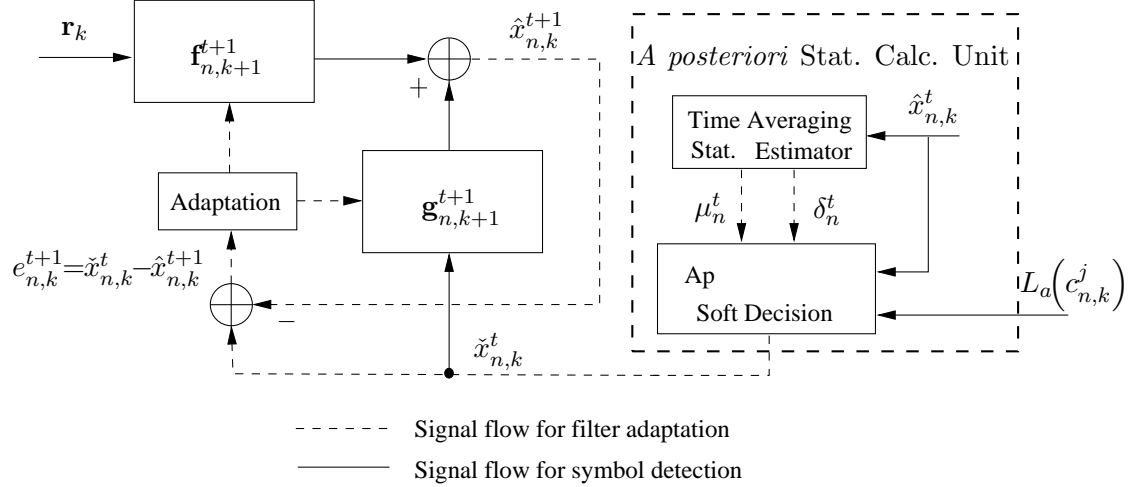 r_k
f^{t+1}_{n,k+1}
+
x̂^{t+1}_{n,k}
A posteriori Stat. Calc. Unit
Time Averaging
Stat. Estimator
x̂^t_{n,k}
Adaptation
g^{t+1}_{n,k+1}
μ^t_n
δ^t_n
e^{t+1}_{n,k}=x̌^t_{n,k}−x̂^{t+1}_{n,k}
−
Ap
Soft Decision
L_a(c^j_{n,k})
x̌^t_{n,k}
Signal flow for filter adaptation
Signal flow for symbol detection